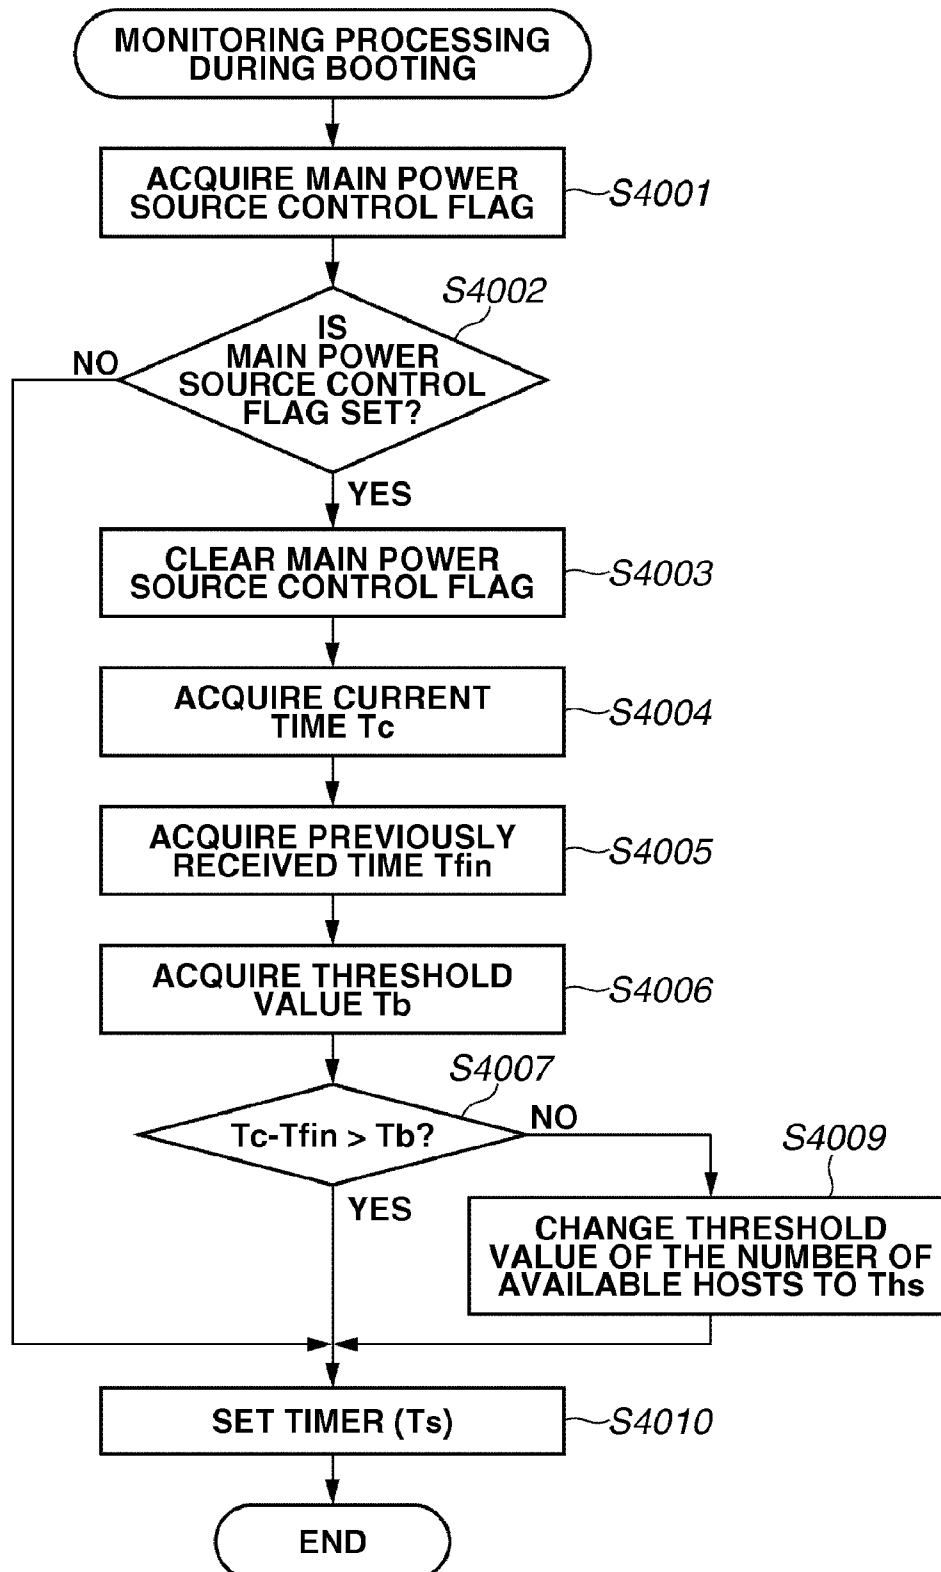 MONITORING PROCESSING
DURING BOOTING
ACQUIRE MAIN POWER
SOURCE CONTROL FLAG
S4001
S4002
IS
MAIN POWER
SOURCE CONTROL
FLAG SET?
NO
YES
CLEAR MAIN POWER
SOURCE CONTROL FLAG
S4003
ACQUIRE CURRENT
TIME Tc
S4004
ACQUIRE PREVIOUSLY
RECEIVED TIME Tfin
S4005
ACQUIRE THRESHOLD
VALUE Tb
S4006
S4007
Tc-Tfin > Tb?
NO
YES
S4009
CHANGE THRESHOLD
VALUE OF THE NUMBER OF
AVAILABLE HOSTS TO Ths
SET TIMER (Ts)
S4010
END